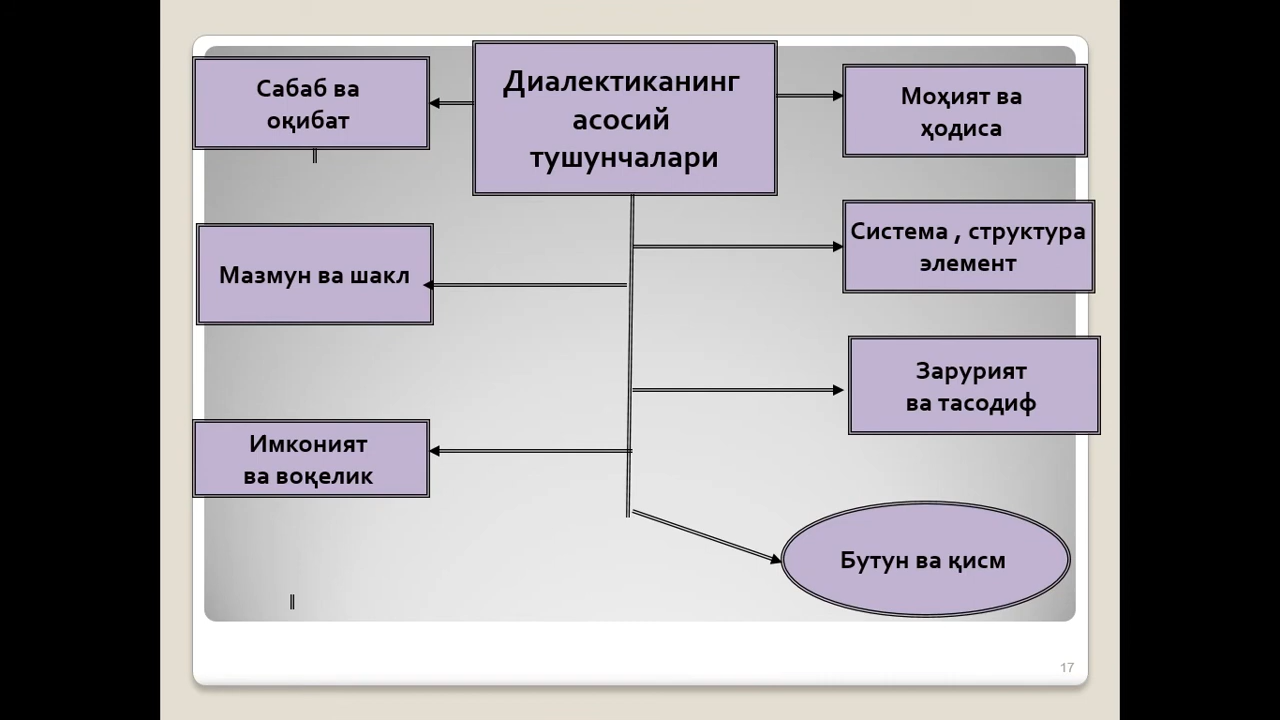 Диалектиканинг
асосий
тушунчалари
Сабаб ва
оқибат
Моҳият ва
ҳодиса
Мазмун ва шакл
Система , структура
элемент
Зарурият
ва тасодиф
Имконият
ва воқелик
Бутун ва қисм
17